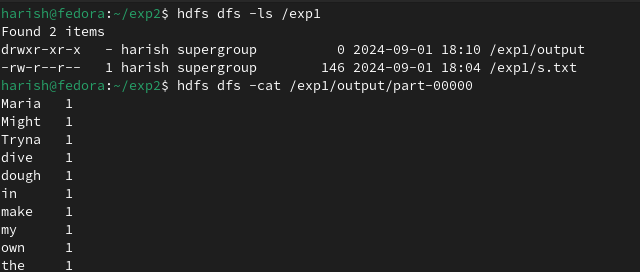 harish@fedora:~/exp2$ hdfs dfs -ls /exp1
Found 2 items
drwxr-xr-x   - harish supergroup          0 2024-09-01 18:10 /exp1/output
-rw-r--r--   1 harish supergroup        146 2024-09-01 18:04 /exp1/s.txt
harish@fedora:~/exp2$ hdfs dfs -cat /exp1/output/part-00000
Maria   1
Might   1
Tryna   1
dive    1
dough   1
in      1
make    1
my      1
own     1
the     1